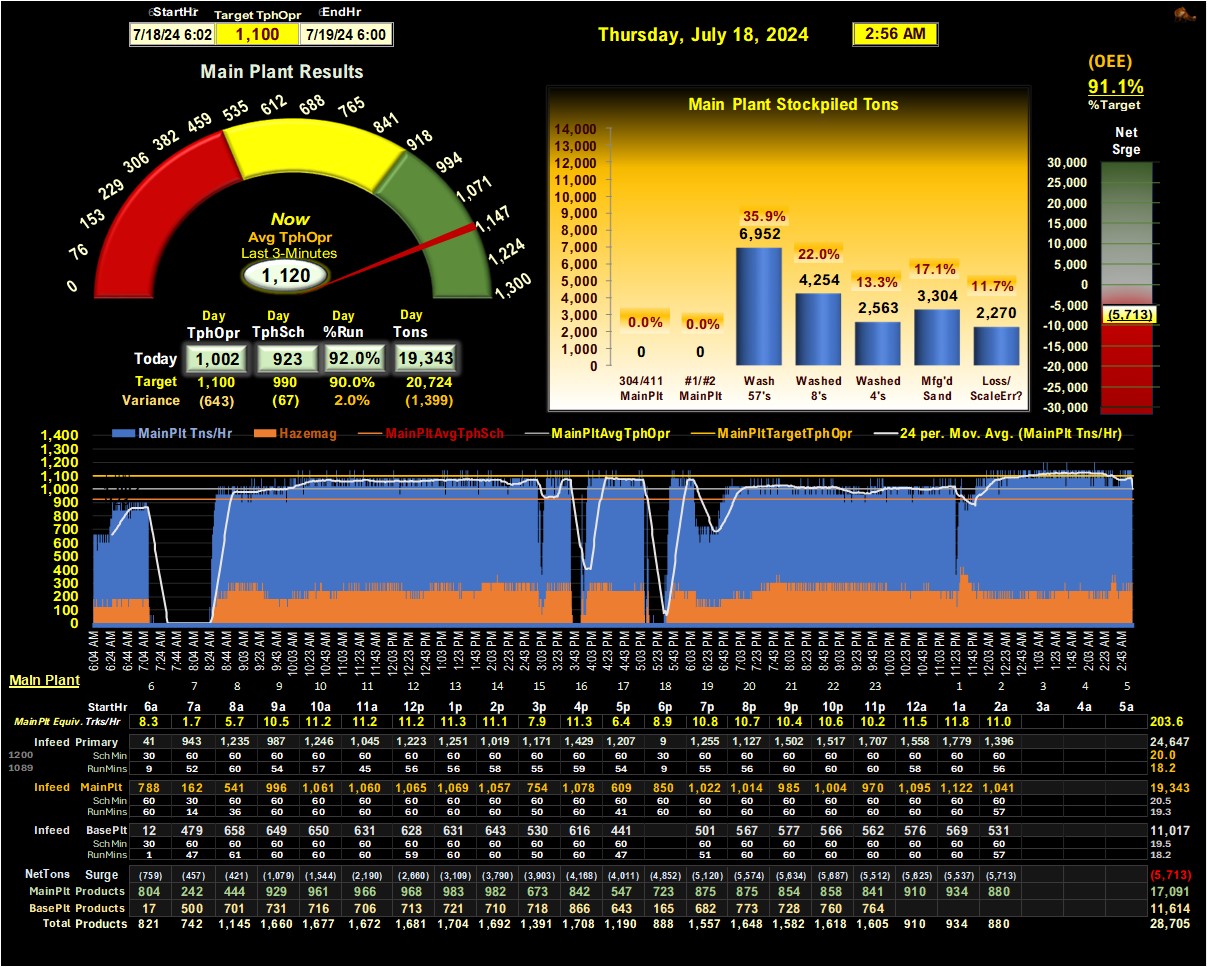 StartHr Target TphOpr EndHr
7/18/24 6:02 1,100 7/19/24 6:00
Thursday, July 18, 2024 2:56 AM
(OEE)
91.1%
%Target
Main Plant Results
0 76 153 229 306 382 459 535 612 688 765 841 918 994 1,071 1,147 1,224 1,300
Now
Avg TphOpr
Last 3-Minutes
1,120
Day Day Day Day
TphOpr TphSch %Run Tons
Today 1,002 923 92.0% 19,343
Target 1,100 990 90.0% 20,724
Variance (643) (67) 2.0% (1,399)
Main Plant Stockpiled Tons
14,000
13,000
12,000
11,000
10,000
9,000
8,000
7,000
6,000
5,000
4,000
3,000
2,000
1,000
0
0.0% 0.0% 35.9% 22.0% 13.3% 17.1% 11.7%
0 0 6,952 4,254 2,563 3,304 2,270
304/411 #1/#2 Wash Washed Washed Mfg'd Loss/
MainPlt MainPlt 57's 8's 4's Sand ScaleErr?
Net
Srge
30,000
25,000
20,000
15,000
10,000
5,000
0
-5,000
(5,713)
-10,000
-15,000
-20,000
-25,000
-30,000
MainPlt Tns/Hr Hazemag MainPltAvgTphSch MainPltAvgTphOpr MainPltTargetTphOpr 24 per. Mov. Avg. (MainPlt Tns/Hr)
1,400
1,300
1,200
1,100
1,000
900
800
700
600
500
400
300
200
100
0
6:04 AM 6:24 AM 6:44 AM 7:04 AM 7:24 AM 7:44 AM 8:04 AM 8:24 AM 8:44 AM 9:03 AM 9:23 AM 9:43 AM 10:03 AM 10:23 AM 10:43 AM 11:03 AM 11:23 AM 11:43 AM 12:03 PM 12:23 PM 12:43 PM 1:03 PM 1:23 PM 1:43 PM 2:03 PM 2:23 PM 2:43 PM 3:03 PM 3:23 PM 3:43 PM 4:03 PM 4:22 PM 4:43 PM 5:03 PM 5:23 PM 5:43 PM 6:03 PM 6:23 PM 6:43 PM 7:03 PM 7:23 PM 7:43 PM 8:03 PM 8:23 PM 8:43 PM 9:03 PM 9:23 PM 9:43 PM 10:03 PM 10:23 PM 10:43 PM 11:03 PM 11:23 PM 11:43 PM 12:03 AM 12:23 AM 12:43 AM 1:03 AM 1:23 AM 1:43 AM 2:03 AM 2:23 AM 2:43 AM
Main Plant
6 7 8 9 10 11 12 13 14 15 16 17 18 19 20 21 22 23 1 2 3 4 5
StartHr 6a 7a 8a 9a 10a 11a 12p 1p 2p 3p 4p 5p 6p 7p 8p 9p 10p 11p 12a 1a 2a 3a 4a 5a
MainPlt Equiv. Trks/Hr 8.3 1.7 5.7 10.5 11.2 11.2 11.2 11.3 11.1 7.9 11.3 6.4 8.9 10.8 10.7 10.4 10.6 10.2 11.5 11.8 11.0 203.6
Infeed Primary 41 943 1,235 987 1,246 1,045 1,223 1,251 1,019 1,171 1,429 1,207 9 1,255 1,127 1,502 1,517 1,707 1,558 1,779 1,396 24,647
1200 Sch Min 30 60 60 60 60 60 60 60 60 60 60 60 30 60 60 60 60 60 60 60 60 20.0
1089 RunMins 9 52 60 54 57 45 56 56 58 55 59 54 9 55 56 60 60 60 58 60 56 18.2
Infeed MainPlt 788 162 541 996 1,061 1,060 1,065 1,069 1,057 754 1,078 609 850 1,022 1,014 985 1,004 970 1,095 1,122 1,041 19,343
Sch Min 60 30 60 60 60 60 60 60 60 60 60 60 60 60 60 60 60 60 60 60 60 20.5
RunMins 60 14 36 60 60 60 60 60 60 50 60 41 60 60 60 60 60 60 60 60 57 19.3
Infeed BasePlt 12 479 658 649 650 631 628 631 643 530 616 441 501 567 577 566 562 576 569 531 11,017
Sch Min 30 60 60 60 60 60 60 60 60 60 60 60 60 60 60 60 60 60 60 60 19.5
RunMins 1 47 61 60 60 60 59 60 60 50 60 47 51 60 60 60 60 60 60 57 18.2
NetTons Surge (759) (457) (421) (1,079) (1,544) (2,190) (2,660) (3,109) (3,790) (3,903) (4,168) (4,011) (4,852) (5,120) (5,574) (5,634) (5,687) (5,512) (5,625) (5,537) (5,713) (5,713)
MainPlt Products 804 242 444 929 961 966 968 983 982 673 842 547 723 875 875 854 858 841 910 934 880 17,091
BasePlt Products 17 500 701 731 716 706 713 721 710 718 866 643 165 682 773 728 760 764 11,614
Total Products 821 742 1,145 1,660 1,677 1,672 1,681 1,704 1,692 1,391 1,708 1,190 888 1,557 1,648 1,582 1,618 1,605 910 934 880 28,705